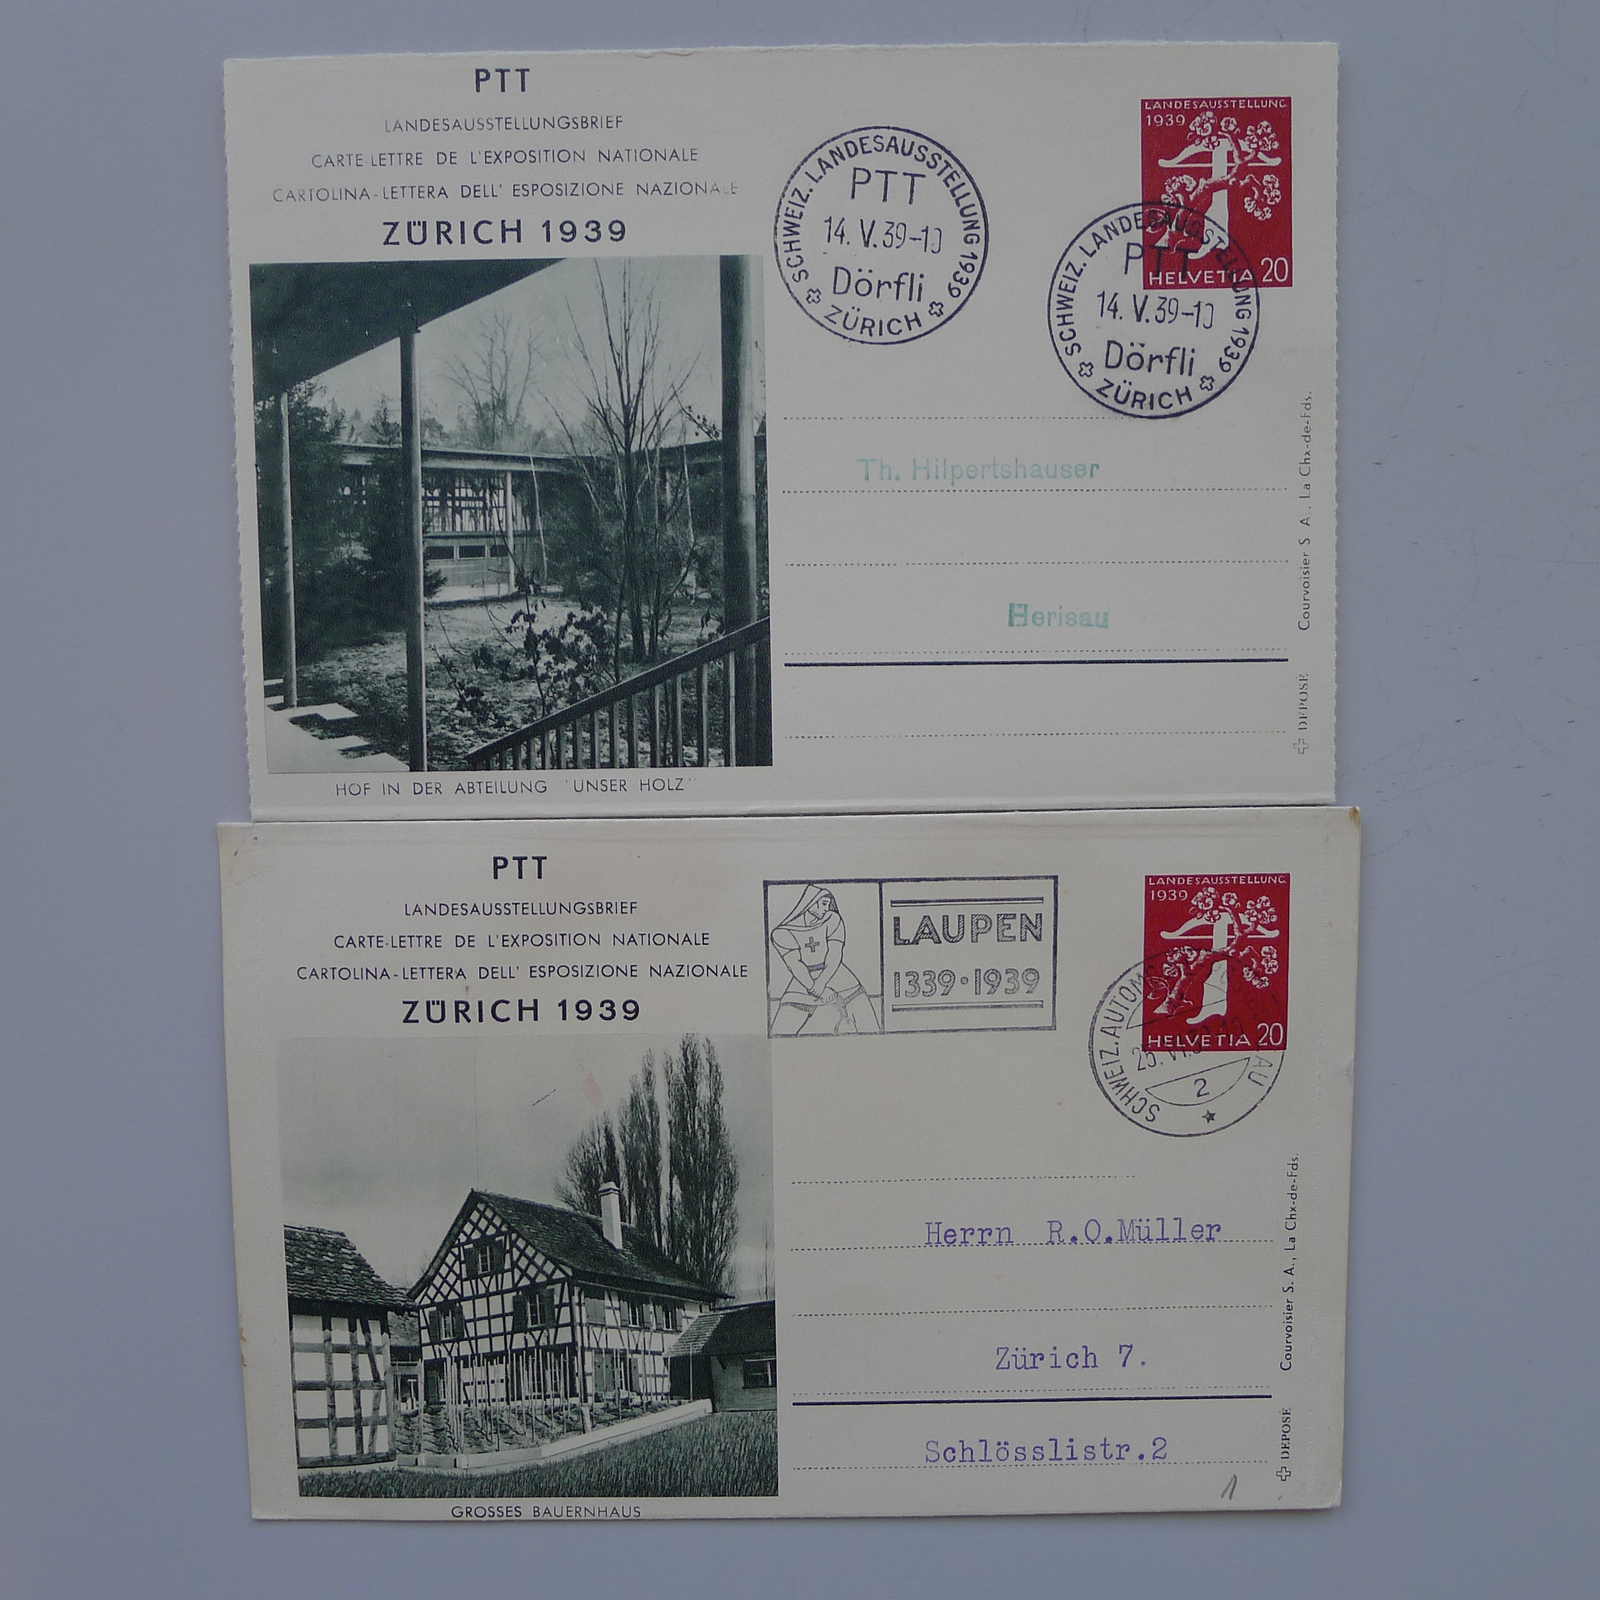 PTT
LANDESAUSSTELLUNGSBRIEF
CARTE-LETTRE DE L'EXPOSITION NATIONALE
CARTOLINA-LETTERA DELL' ESPOSIZIONE NAZIONALE
ZÜRICH 1939
SCHWEIZ. LANDESAUSSTELLUNG 1939
PTT
14. V. 39-10
Dörfli
ZÜRICH
LANDESAUSSTELLUNG
1939
HELVETIA 20
SCHWEIZ. LANDESAUSSTELLUNG 1939
PTT
14. V. 39-10
Dörfli
ZÜRICH
Th. Hilpertshauser
Herisau
Courvoisier S. A., La Chx-de-Fds.
DEPOSE
HOF IN DER ABTEILUNG "UNSER HOLZ"
PTT
LANDESAUSSTELLUNGSBRIEF
CARTE-LETTRE DE L'EXPOSITION NATIONALE
CARTOLINA-LETTERA DELL' ESPOSIZIONE NAZIONALE
ZÜRICH 1939
LAUPEN
1339·1939
LANDESAUSSTELLUNG
1939
HELVETIA 20
SCHWEIZ. AUTOM
2
Herrn R.O.Müller
Zürich 7.
Schlösslistr.2
Courvoisier S. A., La Chx-de-Fds.
DEPOSE
1
GROSSES BAUERNHAUS